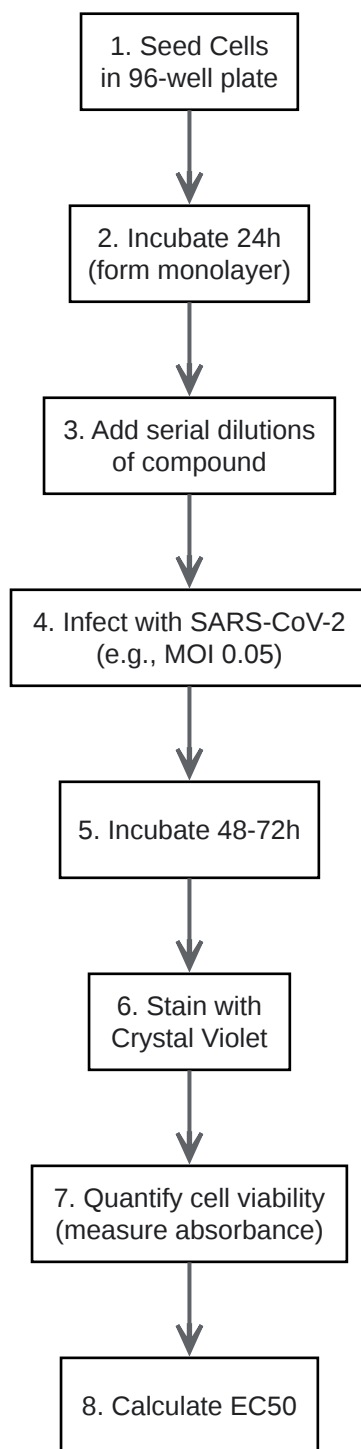 1. Seed Cells
in 96-well plate
2. Incubate 24h
(form monolayer)
3. Add serial dilutions
of compound
4. Infect with SARS-CoV-2
(e.g., MOI 0.05)
5. Incubate 48-72h
6. Stain with
Crystal Violet
7. Quantify cell viability
(measure absorbance)
8. Calculate EC50